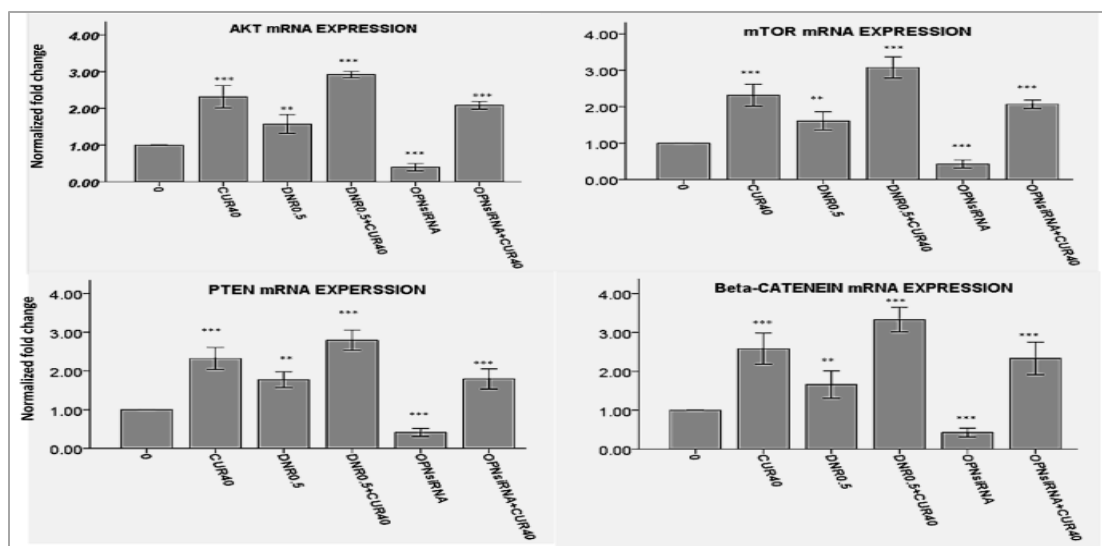 AKT mRNA EXPRESSION
Normalized fold change
4.00
3.00
2.00
1.00
0.00
***
**
***
***
***
0
CUR40
DNR0.5
DNR0.5+CUR40
OPNsiRNA
OPNsiRNA+CUR40
mTOR mRNA EXPRESSION
4.00
3.00
2.00
1.00
0.00
***
**
***
***
***
0
CUR40
DNR0.5
DNR0.5+CUR40
OPNsiRNA
OPNsiRNA+CUR40
PTEN mRNA EXPERSSION
Normalized fold change
4.00
3.00
2.00
1.00
0.00
***
**
***
***
***
0
CUR40
DNR0.5
DNR0.5+CUR40
OPNsiRNA
OPNsiRNA+CUR40
Beta-CATENEIN mRNA EXPRESSION
4.00
3.00
2.00
1.00
0.00
***
**
***
***
***
0
CUR40
DNR0.5
DNR0.5+CUR40
OPNsiRNA
OPNsiRNA+CUR40